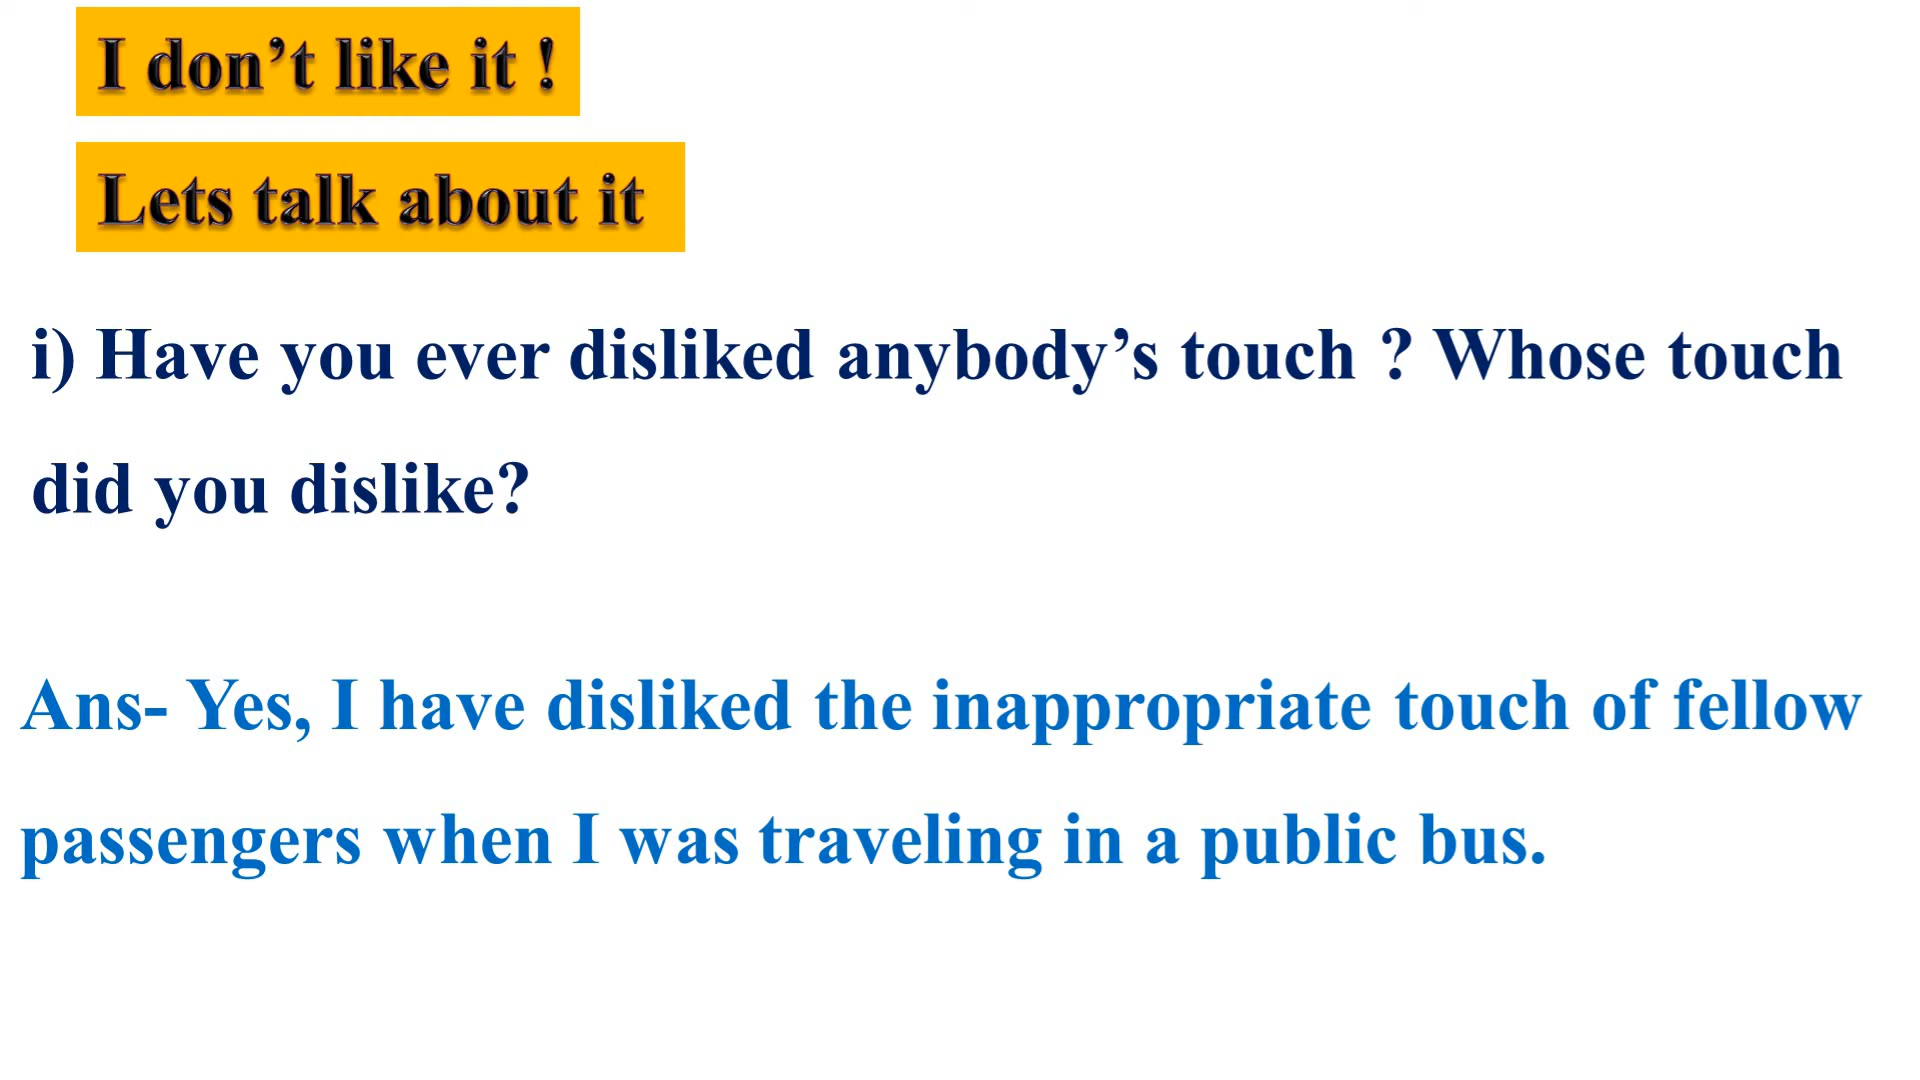 I don’t like it !
Lets talk about it
i) Have you ever disliked anybody’s touch ? Whose touch
did you dislike?
Ans- Yes, I have disliked the inappropriate touch of fellow
passengers when I was traveling in a public bus.